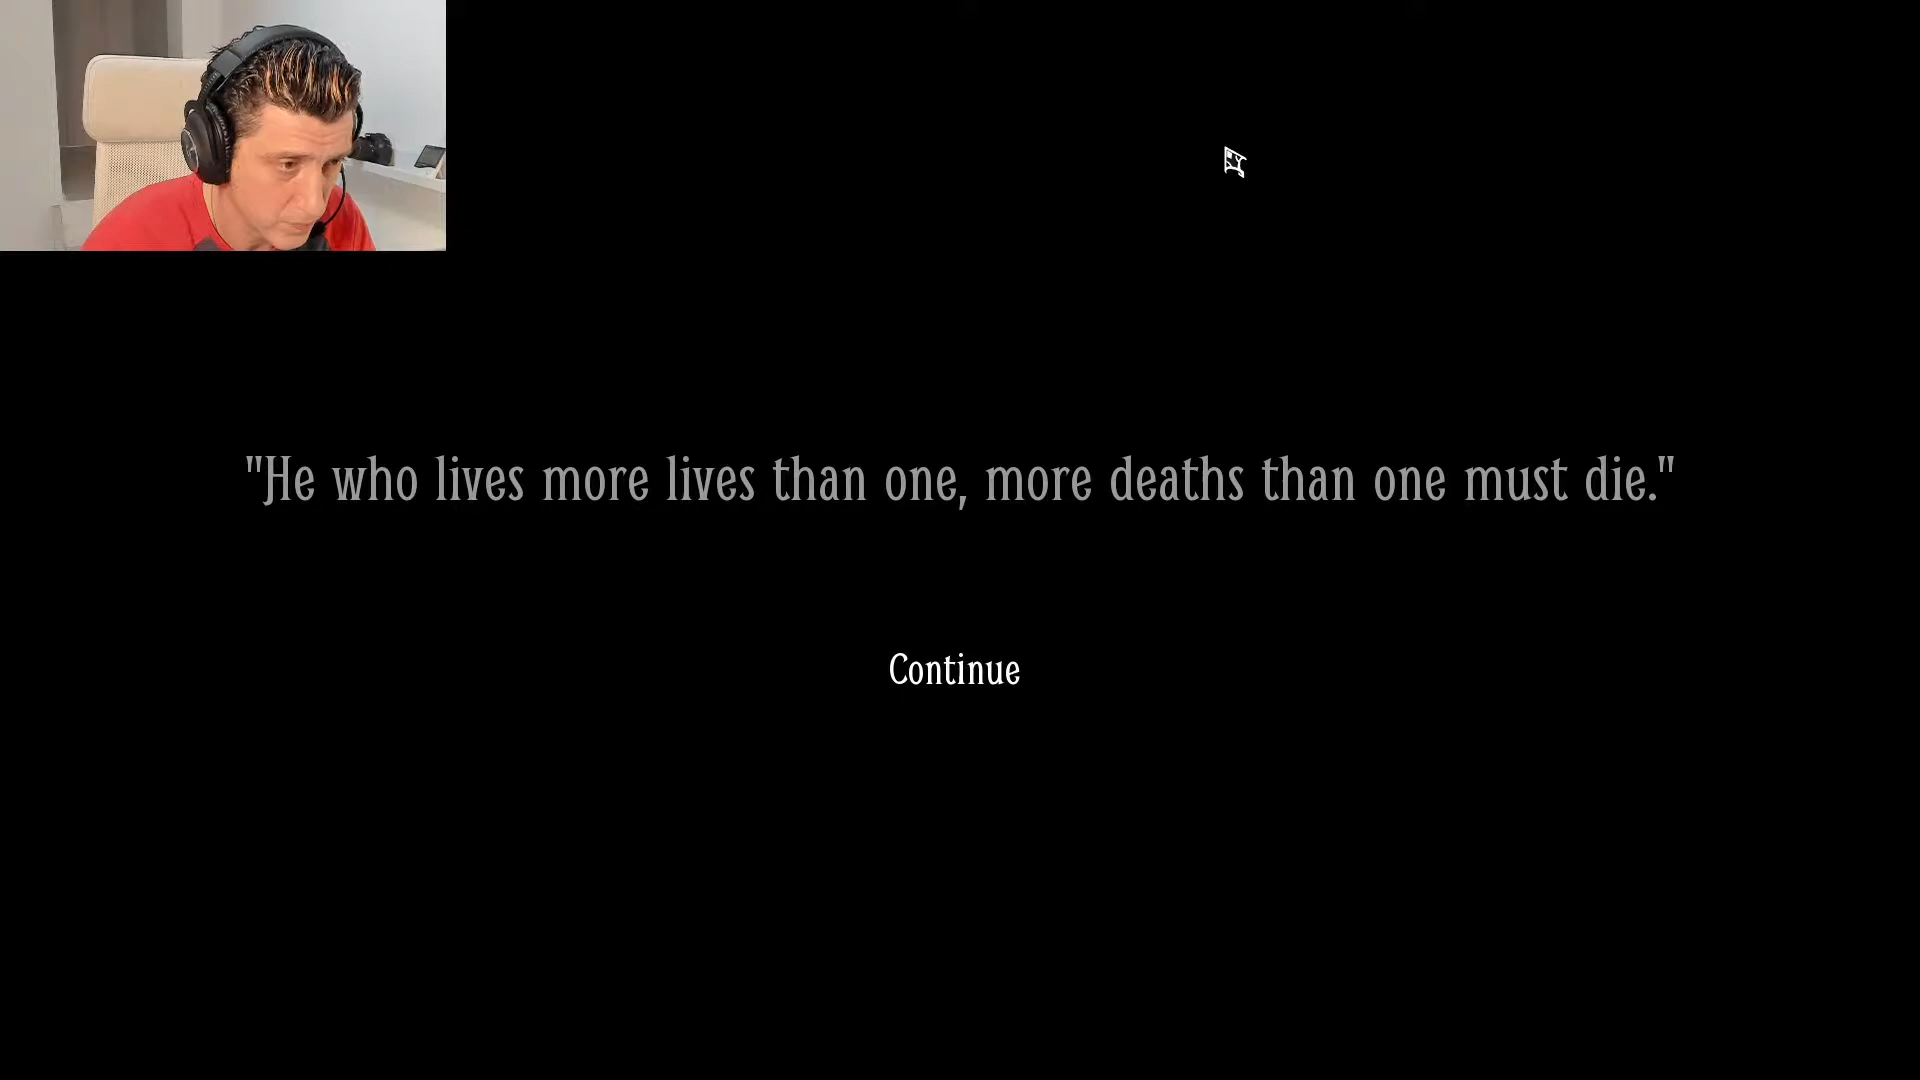 "He who lives more lives than one, more deaths than one must die."
Continue